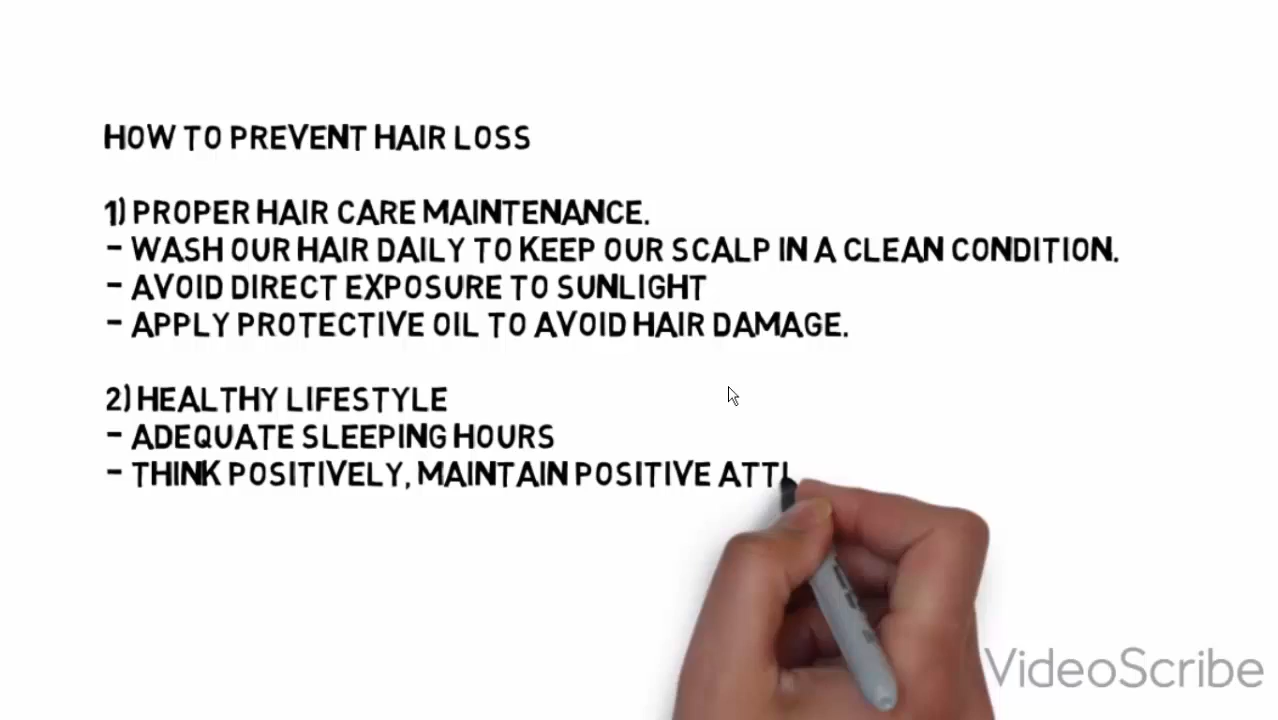 HOW TO PREVENT HAIR LOSS
1) PROPER HAIR CARE MAINTENANCE.
- WASH OUR HAIR DAILY TO KEEP OUR SCALP IN A CLEAN CONDITION.
- AVOID DIRECT EXPOSURE TO SUNLIGHT
- APPLY PROTECTIVE OIL TO AVOID HAIR DAMAGE.
2) HEALTHY LIFESTYLE
- ADEQUATE SLEEPING HOURS
- THINK POSITIVELY, MAINTAIN POSITIVE ATTI
VideoScribe